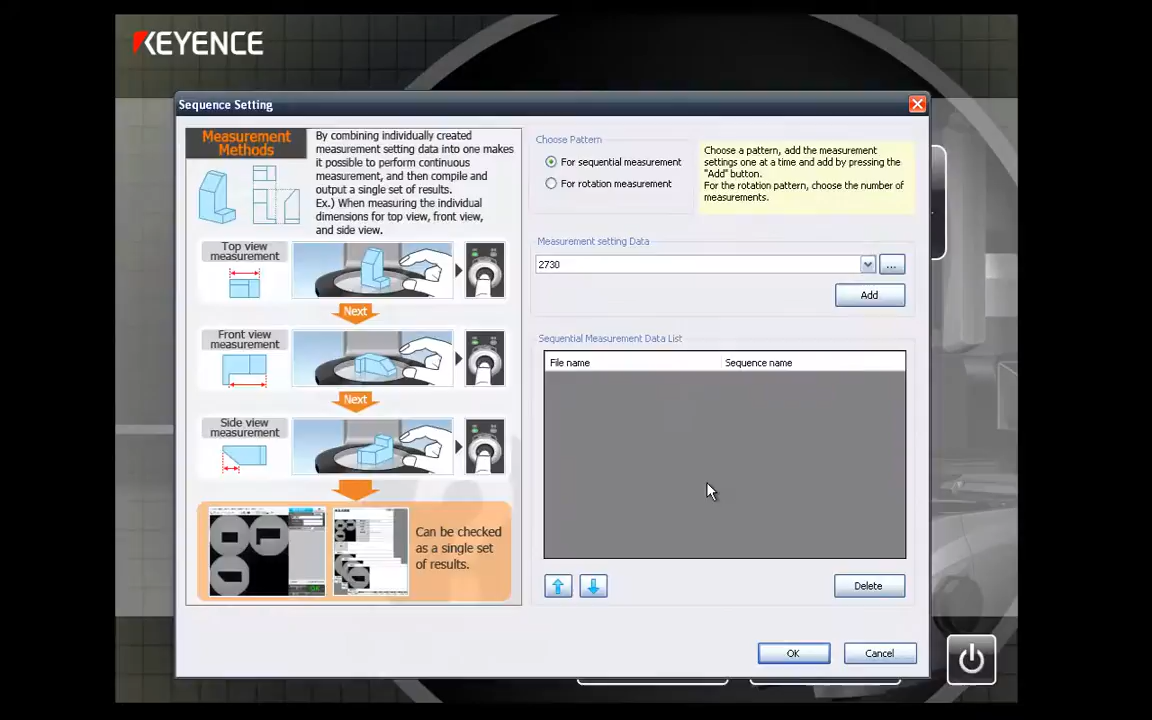 KEYENCE
Sequence Setting
Measurement
Methods
By combining individually created
measurement setting data into one makes
it possible to perform continuous
measurement, and then compile and
output a single set of results.
Ex.) When measuring the individual
dimensions for top view, front view,
and side view.
Top view
measurement
Next
Front view
measurement
Next
Side view
measurement
Can be checked
as a single set
of results.
Choose Pattern
For sequential measurement
For rotation measurement
Choose a pattern, add the measurement
settings one at a time and add by pressing the
"Add" button.
For the rotation pattern, choose the number of
measurements.
Measurement setting Data
2730
...
Add
Sequential Measurement Data List
File name Sequence name
Delete
OK Cancel